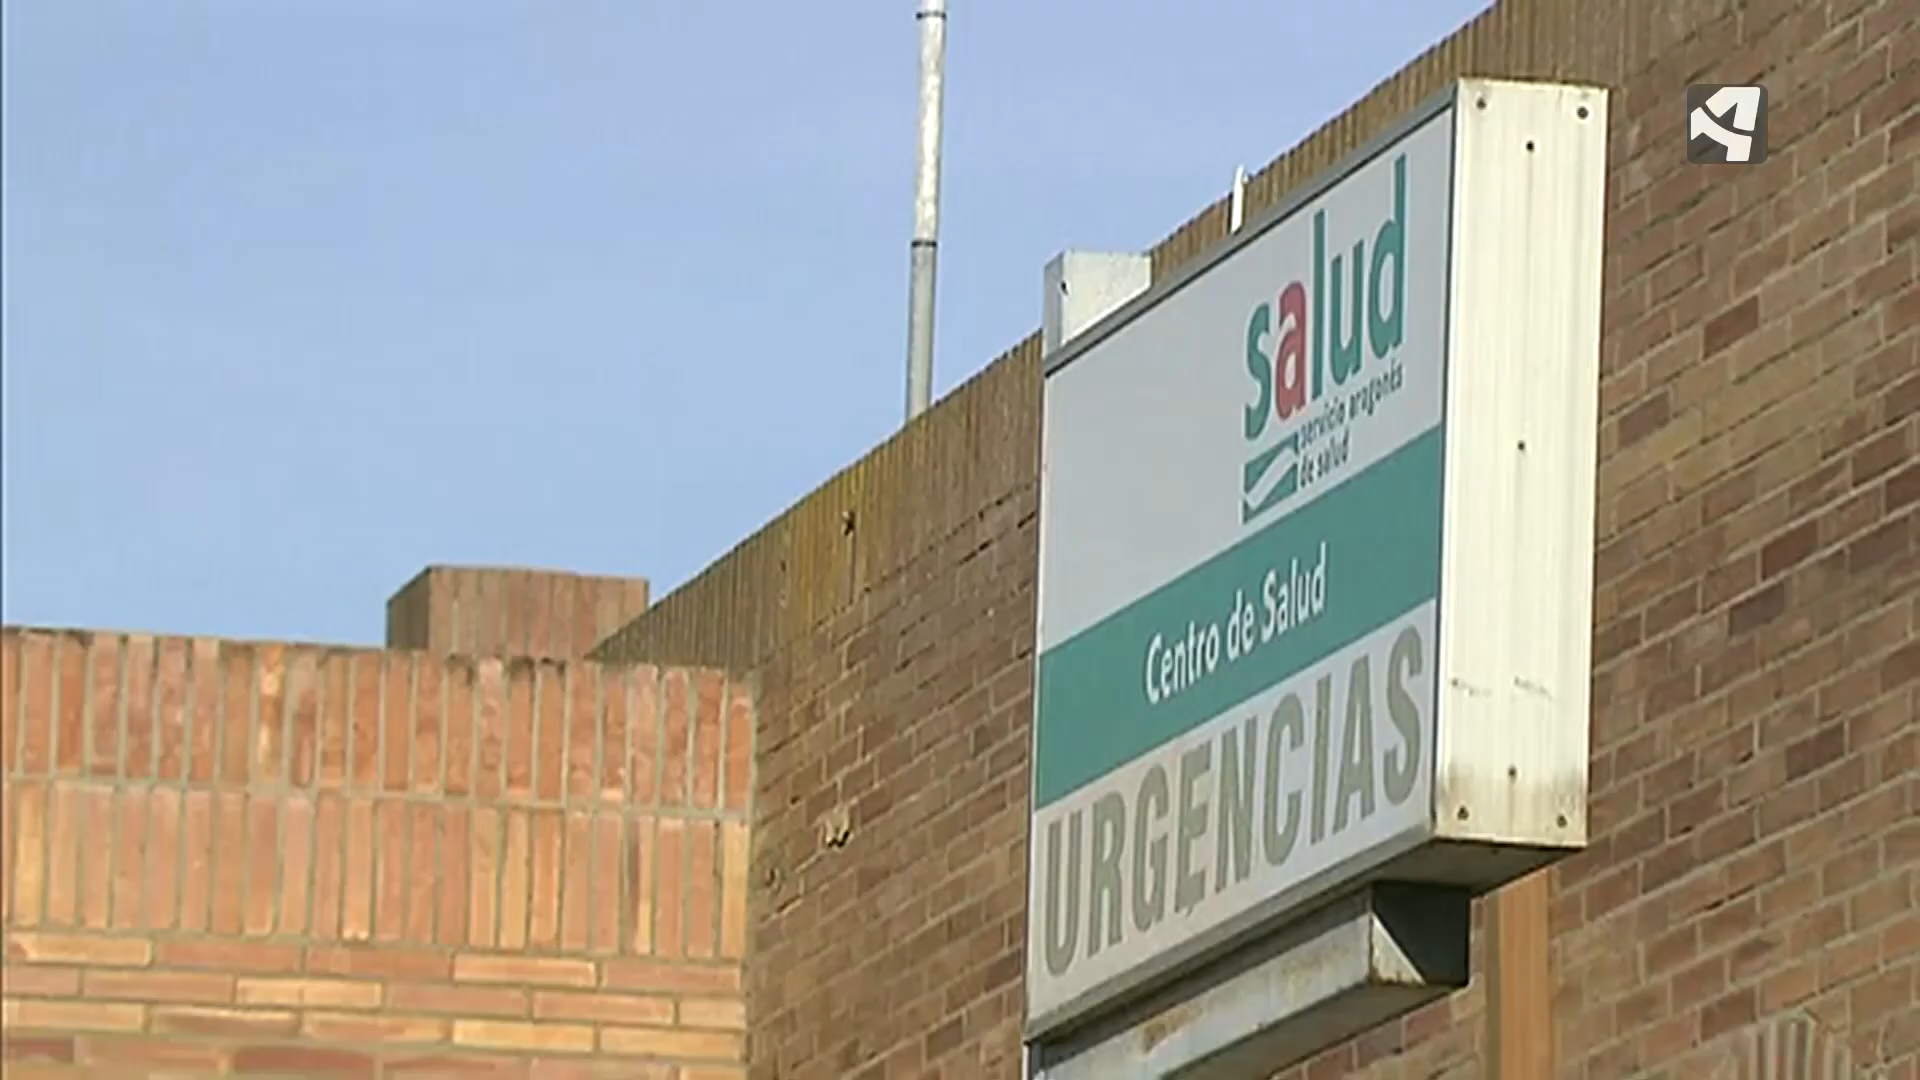 salud
servicio aragonés
de salud
Centro de Salud
URGENCIAS